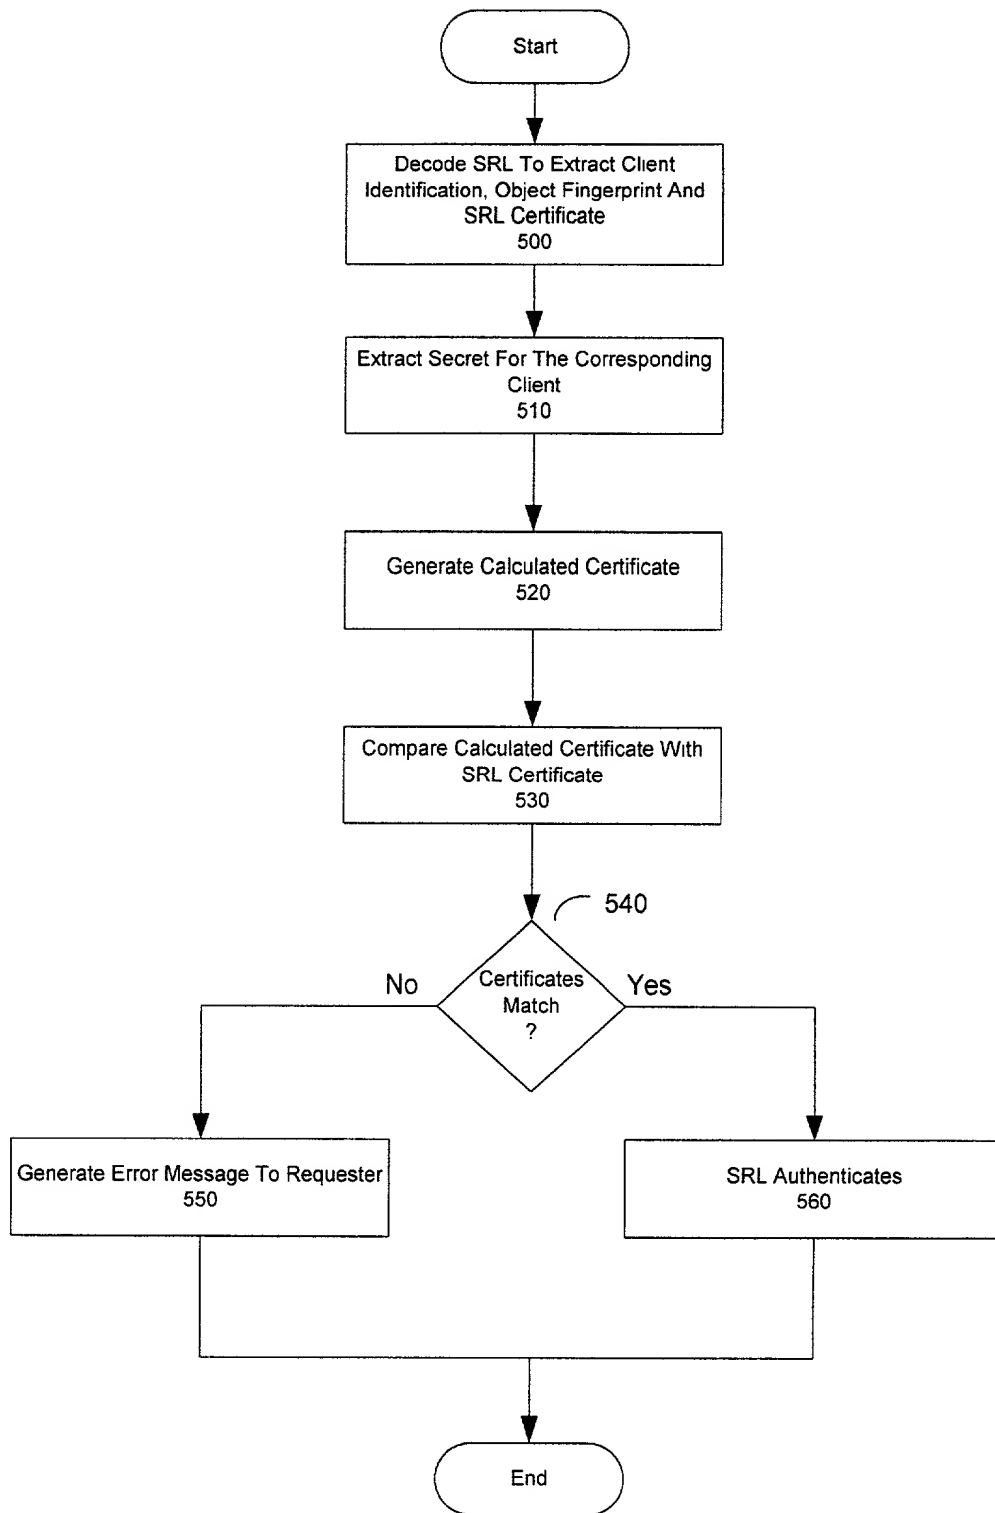 Start
Decode SRL To Extract Client
Identification, Object Fingerprint And
SRL Certificate
500
Extract Secret For The Corresponding
Client
510
Generate Calculated Certificate
520
Compare Calculated Certificate With
SRL Certificate
530
540
No
Certificates
Match
?
Yes
Generate Error Message To Requester
550
SRL Authenticates
560
End